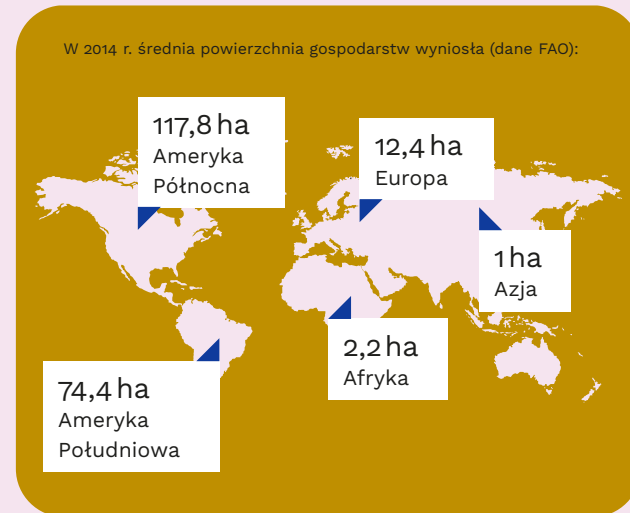 W 2014 r. średnia powierzchnia gospodarstw wyniosła (dane FAO):
117,8 ha
Ameryka
Północna
12,4 ha
Europa
1 ha
Azja
2,2 ha
Afryka
74,4 ha
Ameryka
Południowa